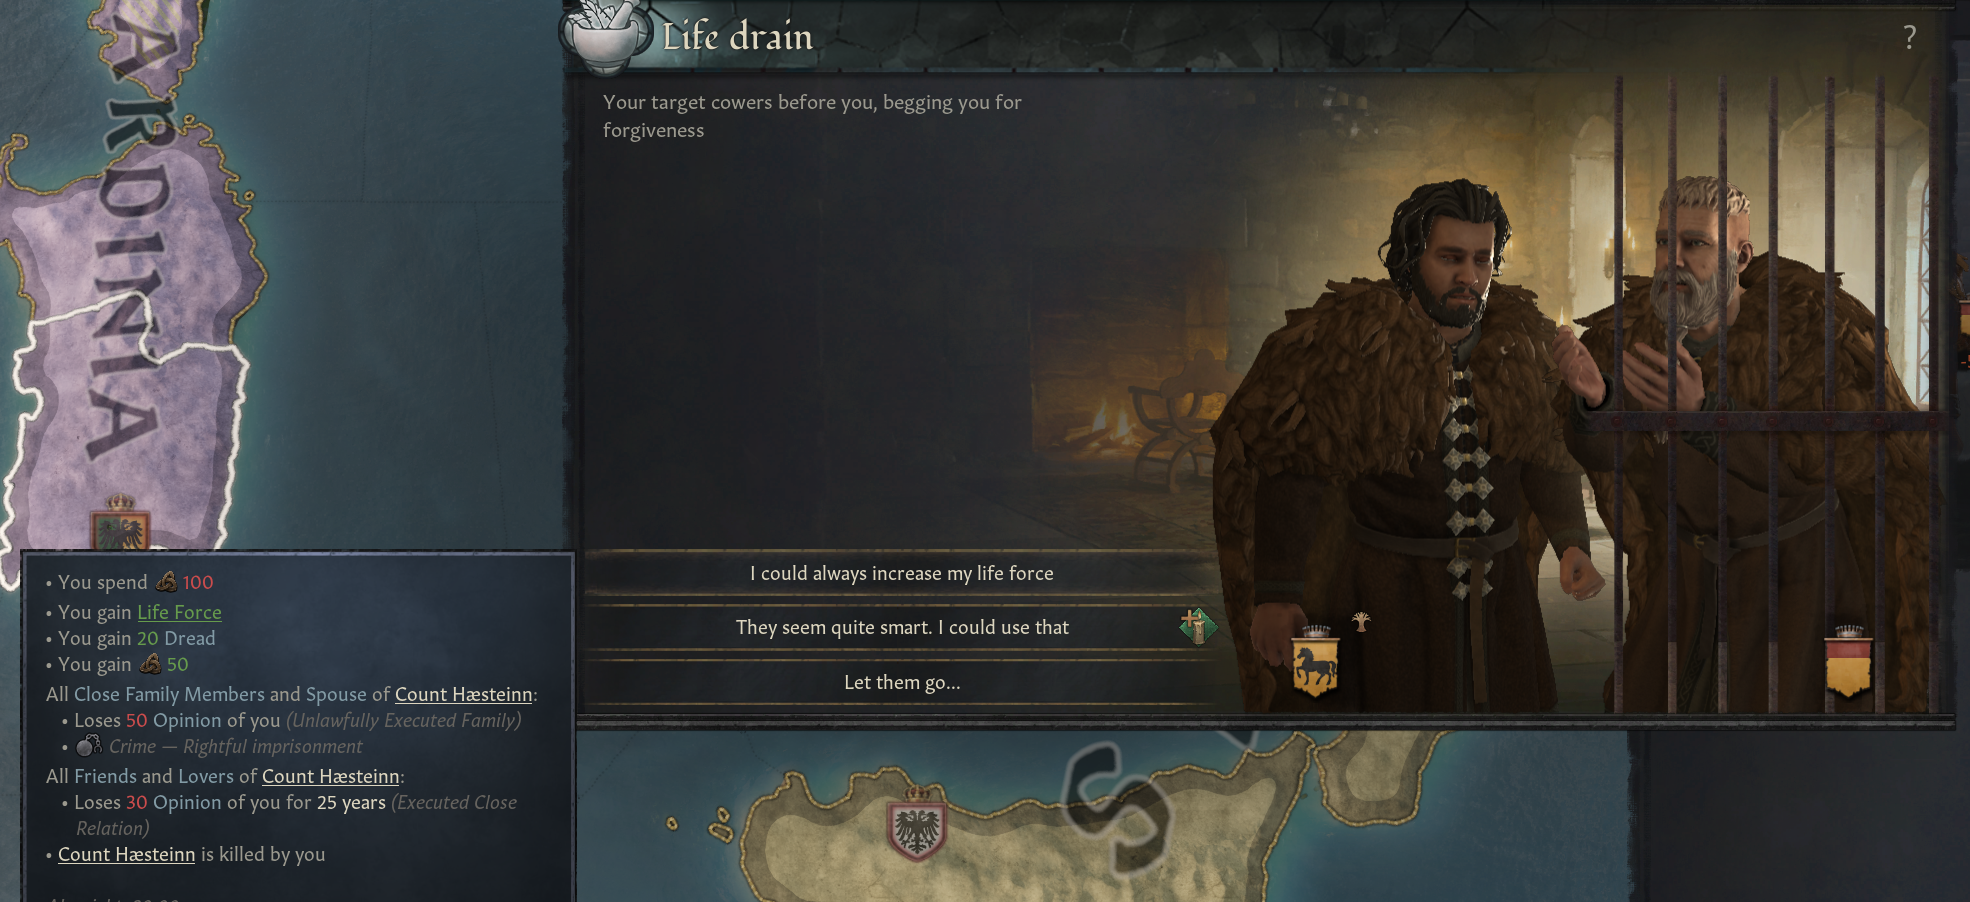 ARDINIA
Life drain
?
Your target cowers before you, begging you for
forgiveness
I could always increase my life force
They seem quite smart. I could use that
Let them go...
• You spend 100
• You gain Life Force
• You gain 20 Dread
• You gain 50
All Close Family Members and Spouse of Count Hæsteinn:
• Loses 50 Opinion of you (Unlawfully Executed Family)
• Crime — Rightful imprisonment
All Friends and Lovers of Count Hæsteinn:
• Loses 30 Opinion of you for 25 years (Executed Close
Relation)
• Count Hæsteinn is killed by you
S